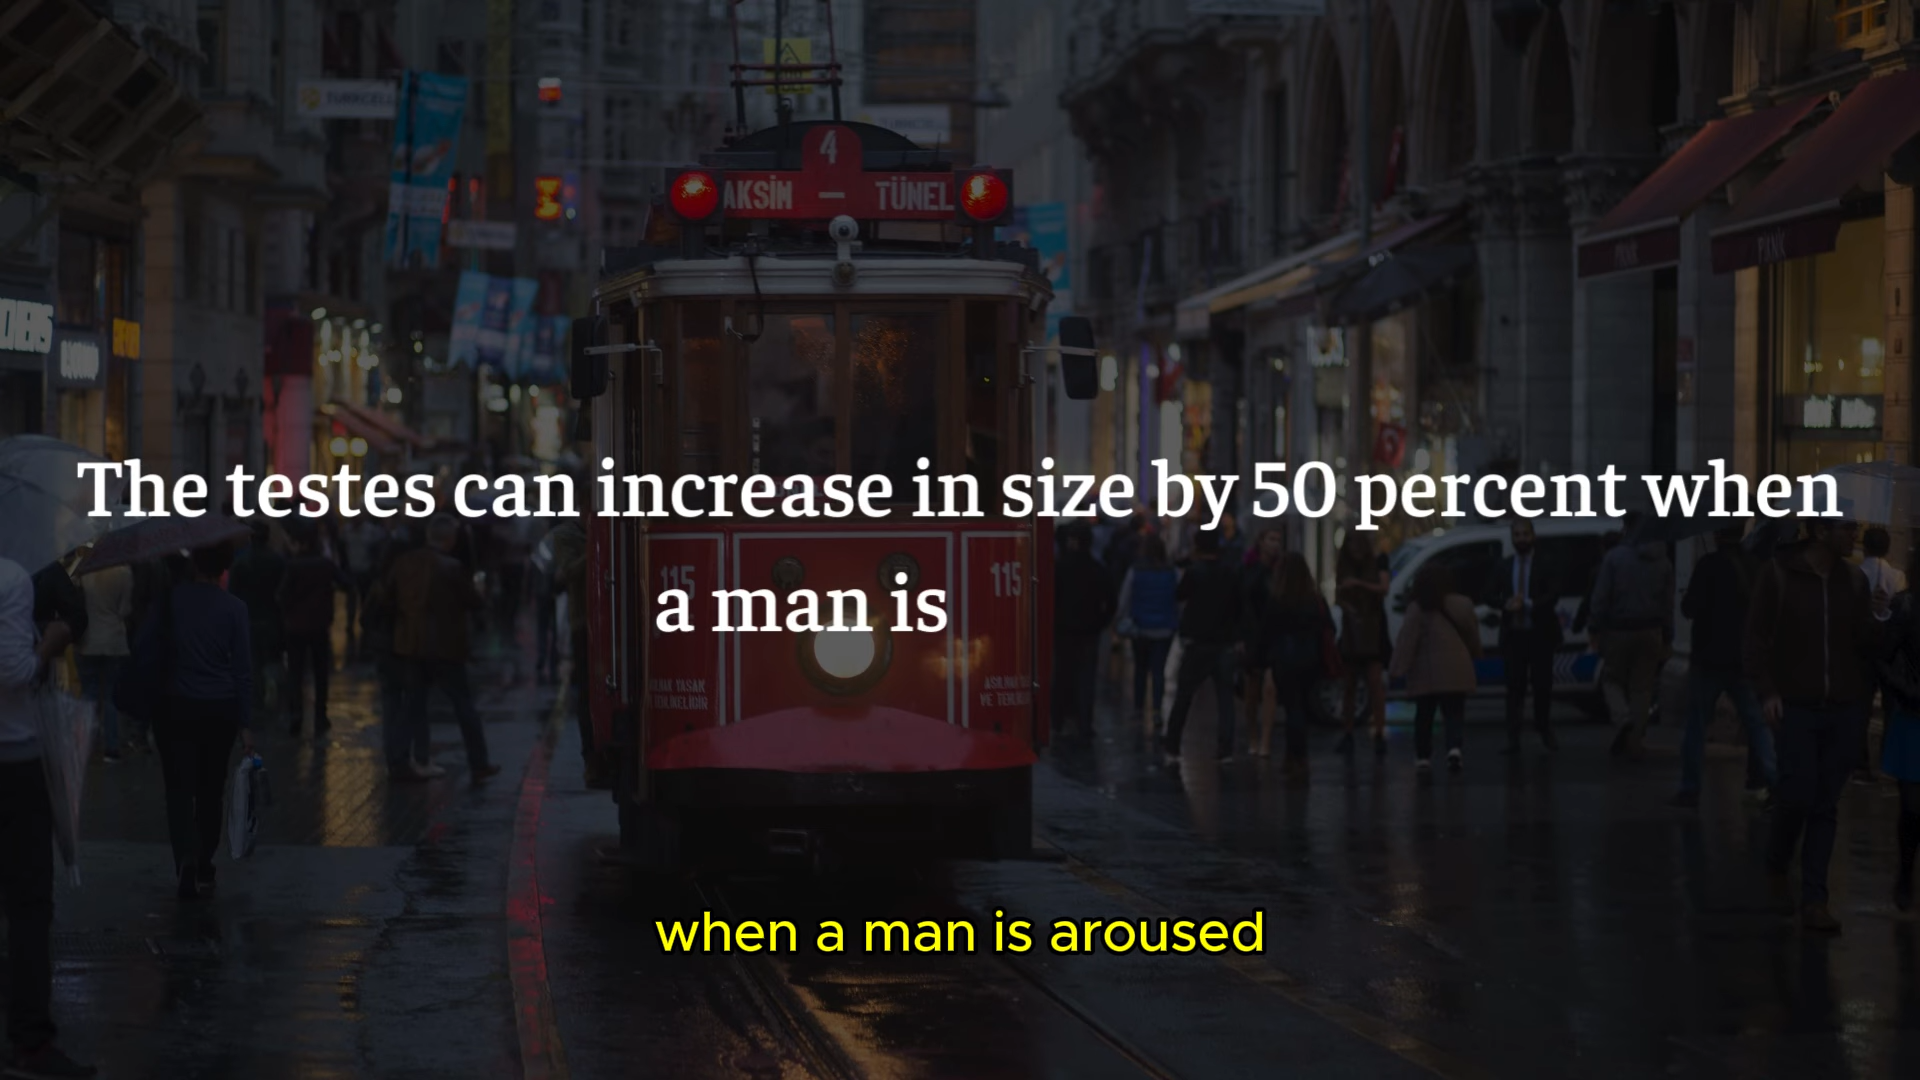 TURKCELL
4
AKSİM — TÜNEL
The testes can increase in size by 50 percent when
a man is
115
115
when a man is aroused